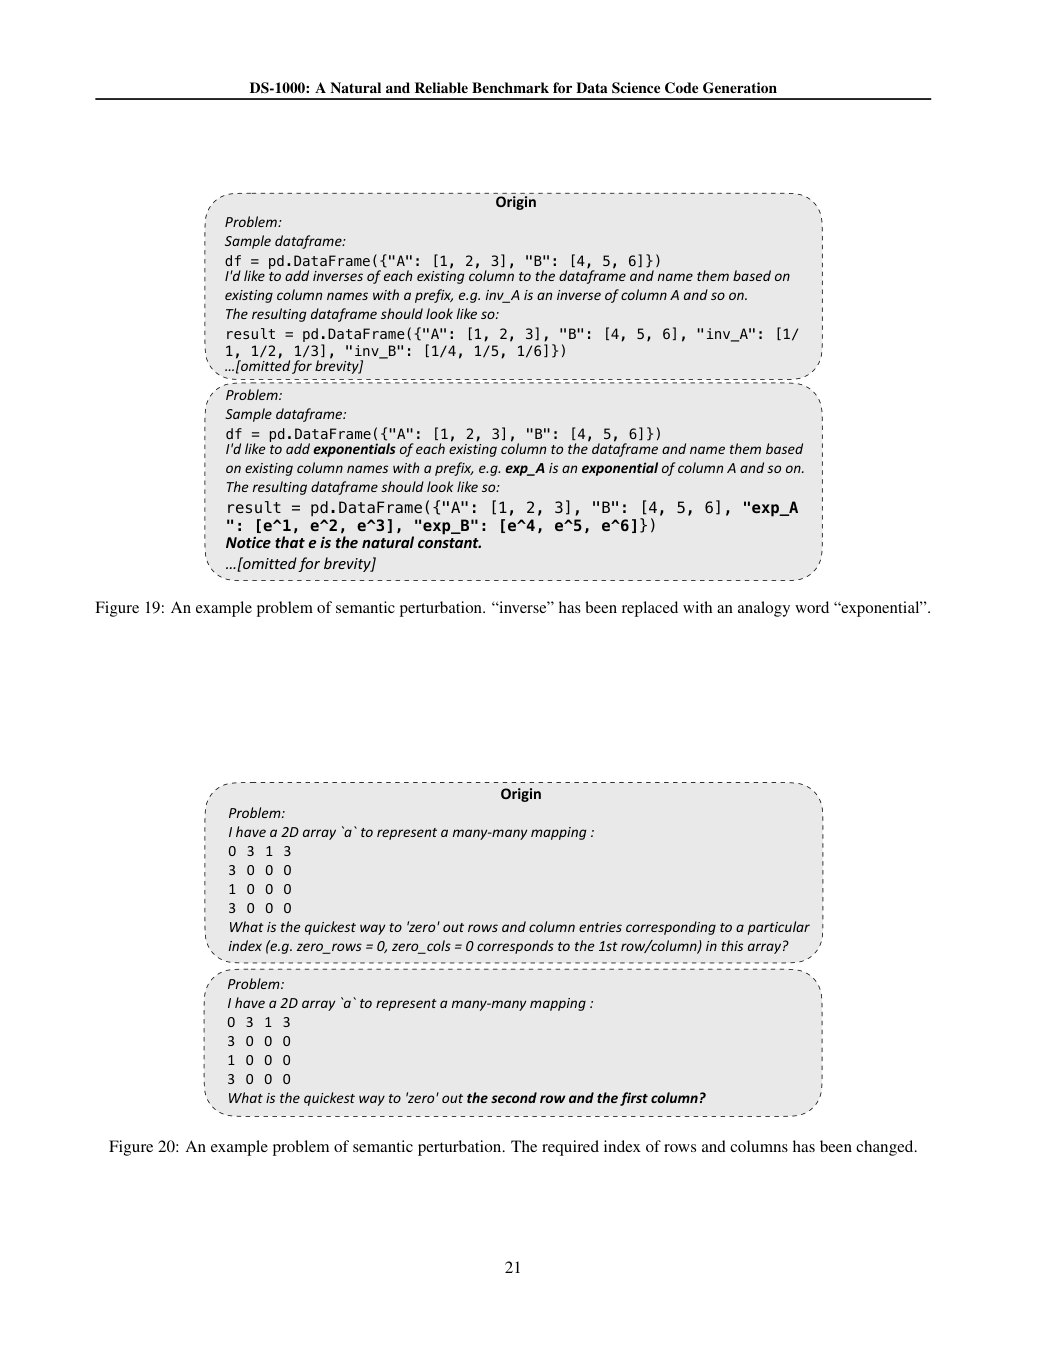 DS-1000: A Natural and Reliable Benchmark for Data Science Code Generation
Origin
Problem:
Sample dataframe:
df = pd.DataFrame({"A": [1, 2, 3], "B": [4, 5, 6]})
I'd like to add inverses of each existing column to the dataframe and name them based on
existing column names with a prefix, e.g. inv_A is an inverse of column A and so on.
The resulting dataframe should look like so:
result = pd.DataFrame({"A": [1, 2, 3], "B": [4, 5, 6], "inv_A": [1/
1, 1/2, 1/3], "inv_B": [1/4, 1/5, 1/6]})
…[omitted for brevity]
Problem:
Sample dataframe:
df = pd.DataFrame({"A": [1, 2, 3], "B": [4, 5, 6]})
I'd like to add exponentials of each existing column to the dataframe and name them based
on existing column names with a prefix, e.g. exp_A is an exponential of column A and so on.
The resulting dataframe should look like so:
result = pd.DataFrame({"A": [1, 2, 3], "B": [4, 5, 6], "exp_A
": [e^1, e^2, e^3], "exp_B": [e^4, e^5, e^6]})
Notice that e is the natural constant.
…[omitted for brevity]
Figure 19: An example problem of semantic perturbation. “inverse” has been replaced with an analogy word “exponential”.
Origin
Problem:
I have a 2D array `a` to represent a many-many mapping :
0 3 1 3
3 0 0 0
1 0 0 0
3 0 0 0
What is the quickest way to 'zero' out rows and column entries corresponding to a particular
index (e.g. zero_rows = 0, zero_cols = 0 corresponds to the 1st row/column) in this array?
Problem:
I have a 2D array `a` to represent a many-many mapping :
0 3 1 3
3 0 0 0
1 0 0 0
3 0 0 0
What is the quickest way to 'zero' out the second row and the first column?
Figure 20: An example problem of semantic perturbation. The required index of rows and columns has been changed.
21